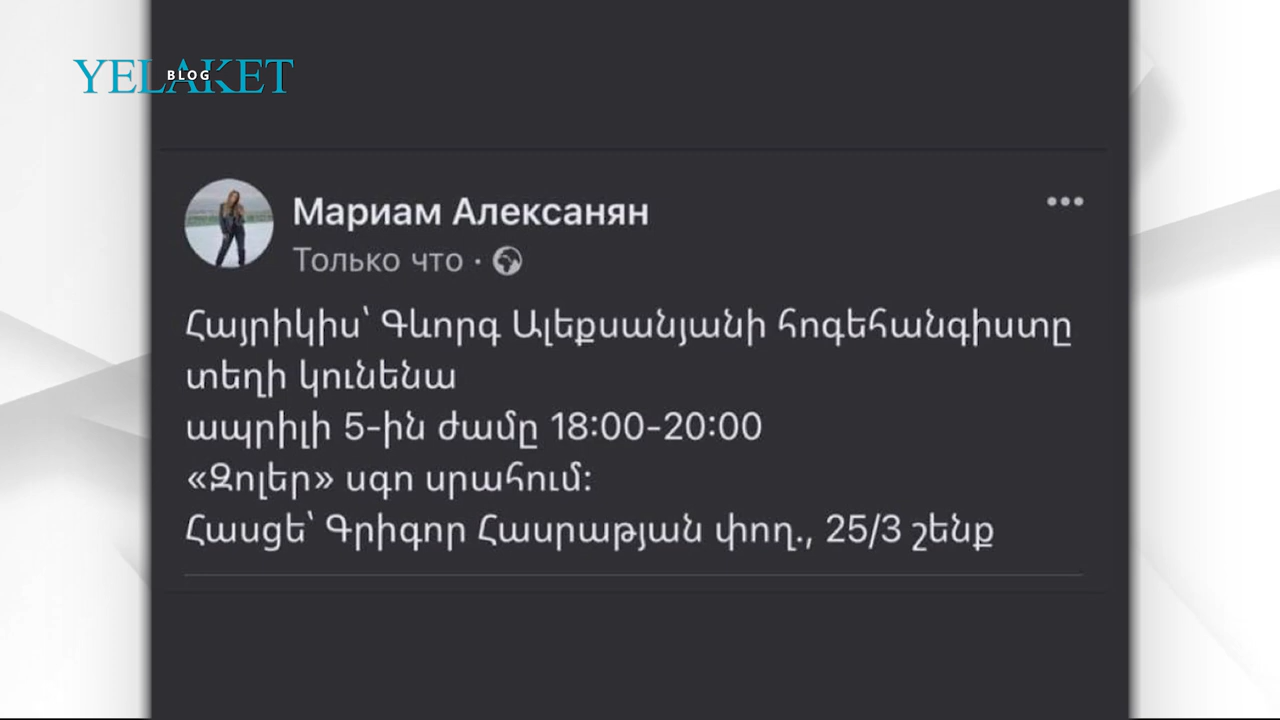 YELAKET
BLOG
Мариам Алексанян
Только что ·
Հայրիկիս՝ Գևորգ Ալեքսանյանի հոգեհանգիստը
տեղի կունենա
ապրիլի 5-ին ժամը 18:00-20:00
«Զոլեր» սգո սրահում:
Հասցե՝ Գրիգոր Հասրաթյան փող., 25/3 շենք